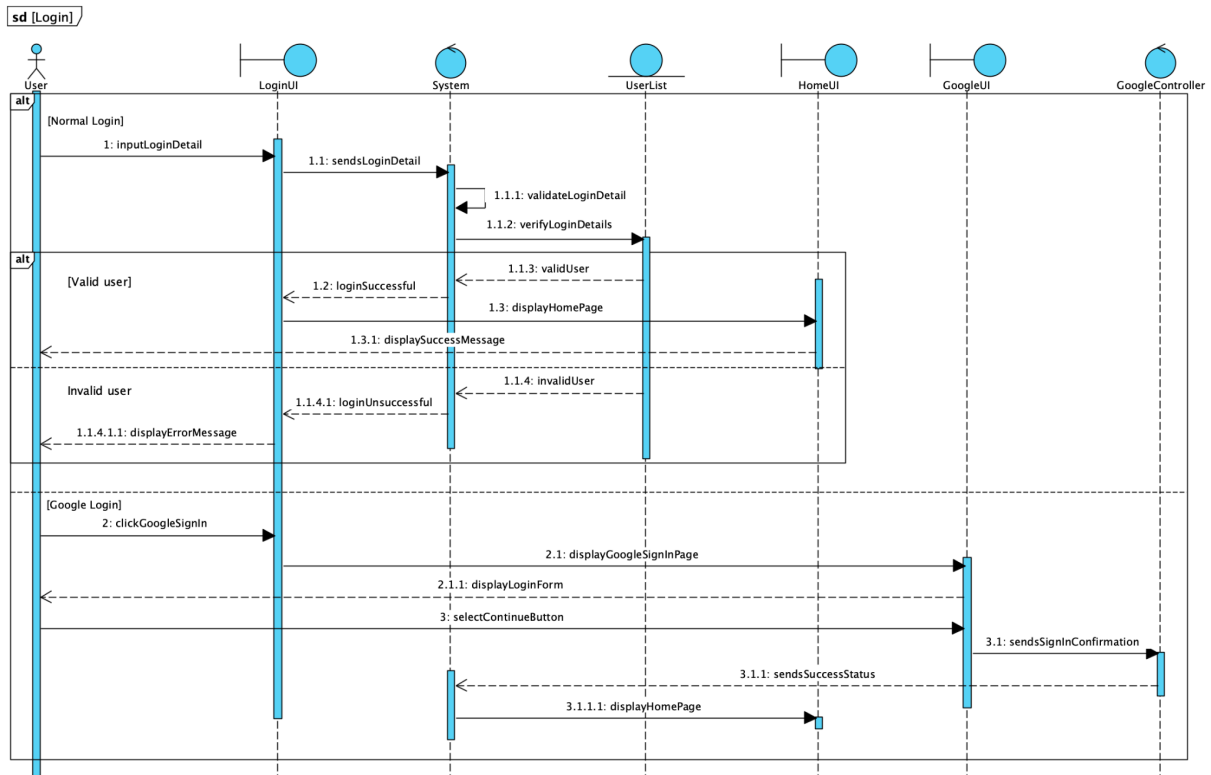 sd [Login]
User
LoginUI
System
UserList
HomeUI
GoogleUI
GoogleController
alt
[Normal Login]
1: inputLoginDetail
1.1: sendsLoginDetail
1.1.1: validateLoginDetail
1.1.2: verifyLoginDetails
alt
[Valid user]
1.1.3: validUser
1.2: loginSuccessful
1.3: displayHomePage
1.3.1: displaySuccessMessage
Invalid user
1.1.4: invalidUser
1.1.4.1: loginUnsuccessful
1.1.4.1.1: displayErrorMessage
[Google Login]
2: clickGoogleSignIn
2.1: displayGoogleSignInPage
2.1.1: displayLoginForm
3: selectContinueButton
3.1: sendsSignInConfirmation
3.1.1: sendsSuccessStatus
3.1.1.1: displayHomePage